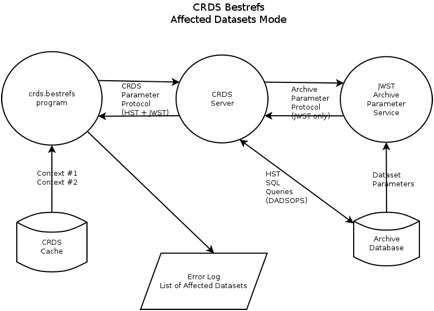 CRDS Bestrefs
Affected Datasets Mode
crds.bestrefs
program
CRDS
Parameter
Protocol
(HST + JWST)
CRDS
Server
Archive
Parameter
Protocol
(JWST only)
JWST
Archive
Parameter
Service
Context #1
Context #2
HST
SQL
Queries
(DADSOPS)
Dataset
Parameters
CRDS
Cache
Archive
Database
Error Log
List of Affected Datasets